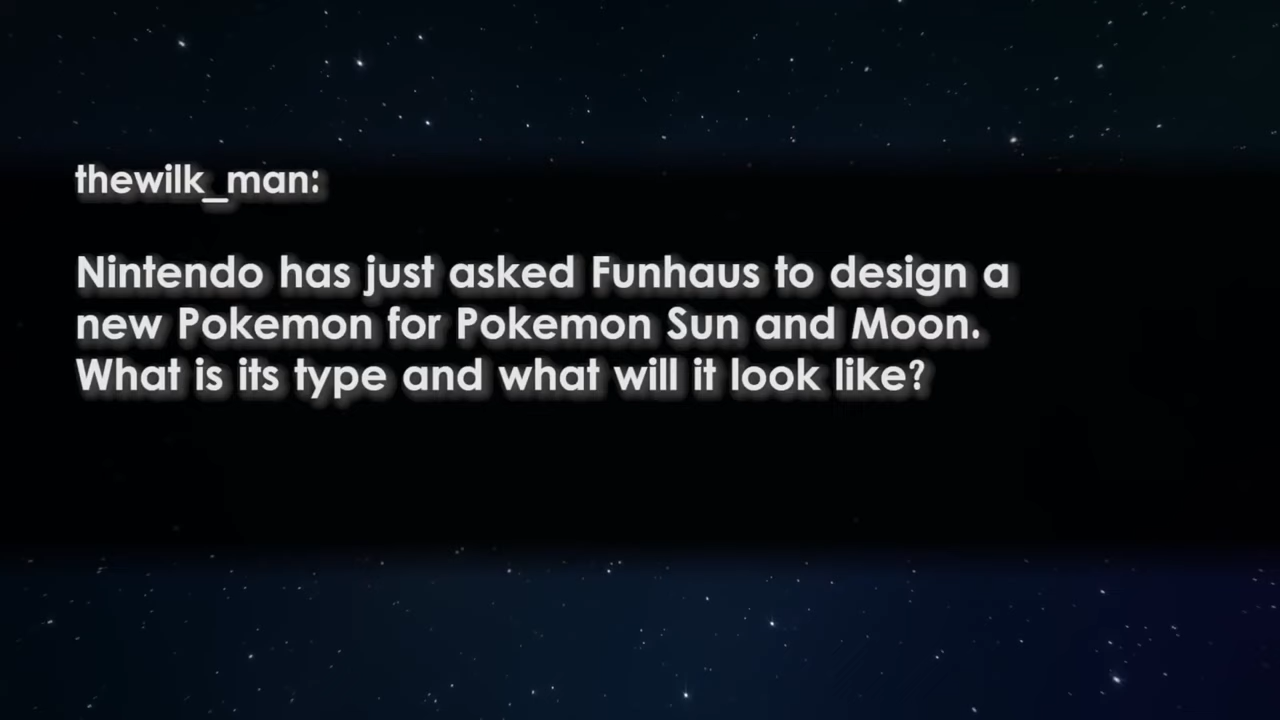 thewilk_man:
Nintendo has just asked Funhaus to design a
new Pokemon for Pokemon Sun and Moon.
What is its type and what will it look like?